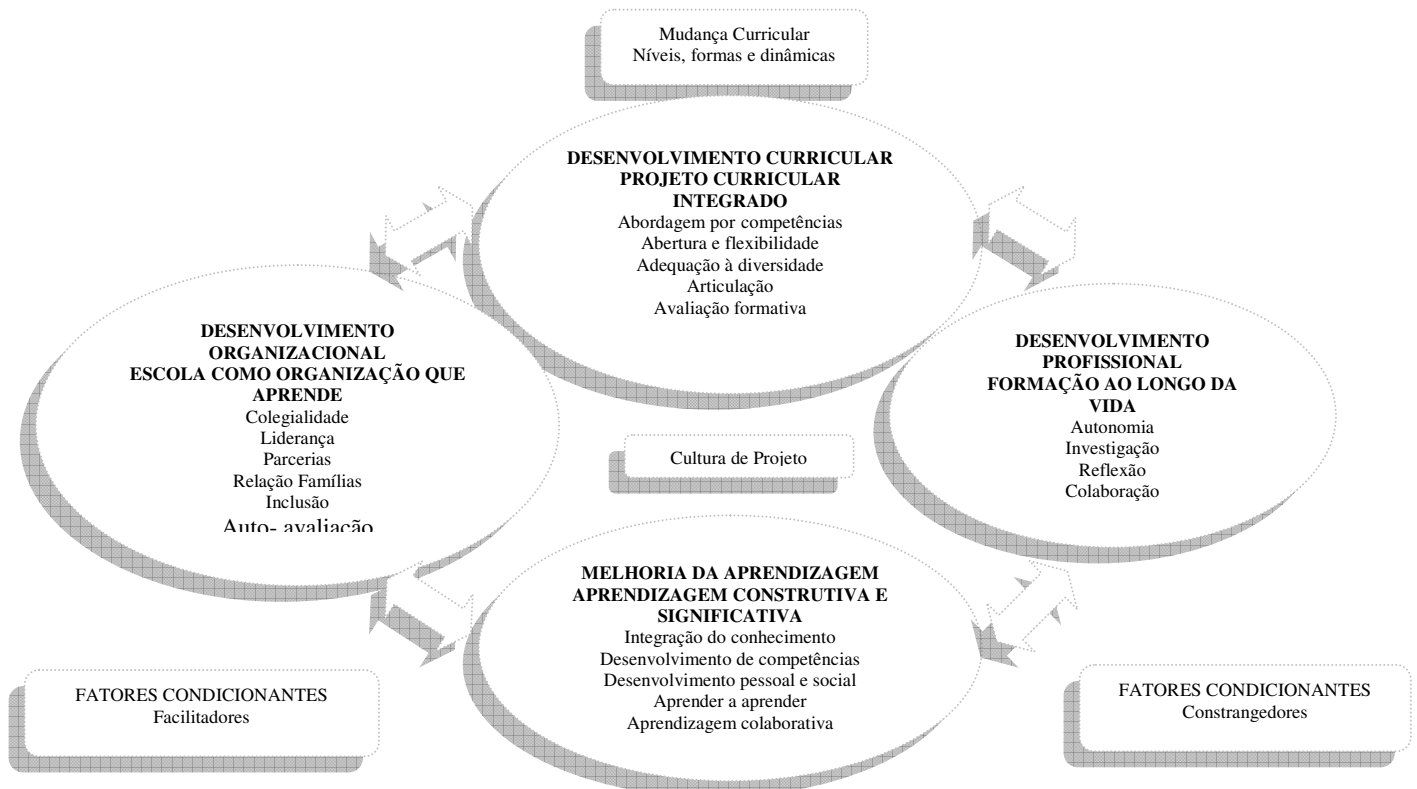 Mudança Curricular
Níveis, formas e dinâmicas
DESENVOLVIMENTO CURRICULAR
PROJETO CURRICULAR
INTEGRADO
Abordagem por competências
Abertura e flexibilidade
Adequação à diversidade
Articulação
Avaliação formativa
DESENVOLVIMENTO
ORGANIZACIONAL
ESCOLA COMO ORGANIZAÇÃO QUE
APRENDE
Colegialidade
Liderança
Parcerias
Relação Famílias
Inclusão
Auto- avaliação
DESENVOLVIMENTO
PROFISSIONAL
FORMAÇÃO AO LONGO DA
VIDA
Autonomia
Investigação
Reflexão
Colaboração
Cultura de Projeto
MELHORIA DA APRENDIZAGEM
APRENDIZAGEM CONSTRUTIVA E
SIGNIFICATIVA
Integração do conhecimento
Desenvolvimento de competências
Desenvolvimento pessoal e social
Aprender a aprender
Aprendizagem colaborativa
FATORES CONDICIONANTES
Facilitadores
FATORES CONDICIONANTES
Constrangedores